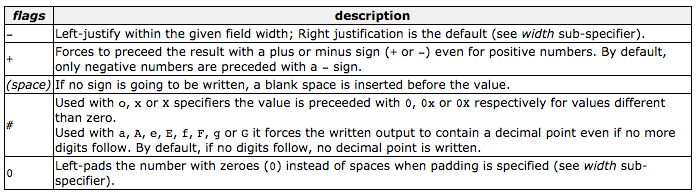 flags description
- Left-justify within the given field width; Right justification is the default (see width sub-specifier).
+ Forces to preceed the result with a plus or minus sign (+ or -) even for positive numbers. By default,
only negative numbers are preceded with a - sign.
(space) If no sign is going to be written, a blank space is inserted before the value.
# Used with o, x or X specifiers the value is preceeded with 0, 0x or 0X respectively for values different
than zero.
Used with a, A, e, E, f, F, g or G it forces the written output to contain a decimal point even if no more
digits follow. By default, if no digits follow, no decimal point is written.
0 Left-pads the number with zeroes (0) instead of spaces when padding is specified (see width sub-
specifier).